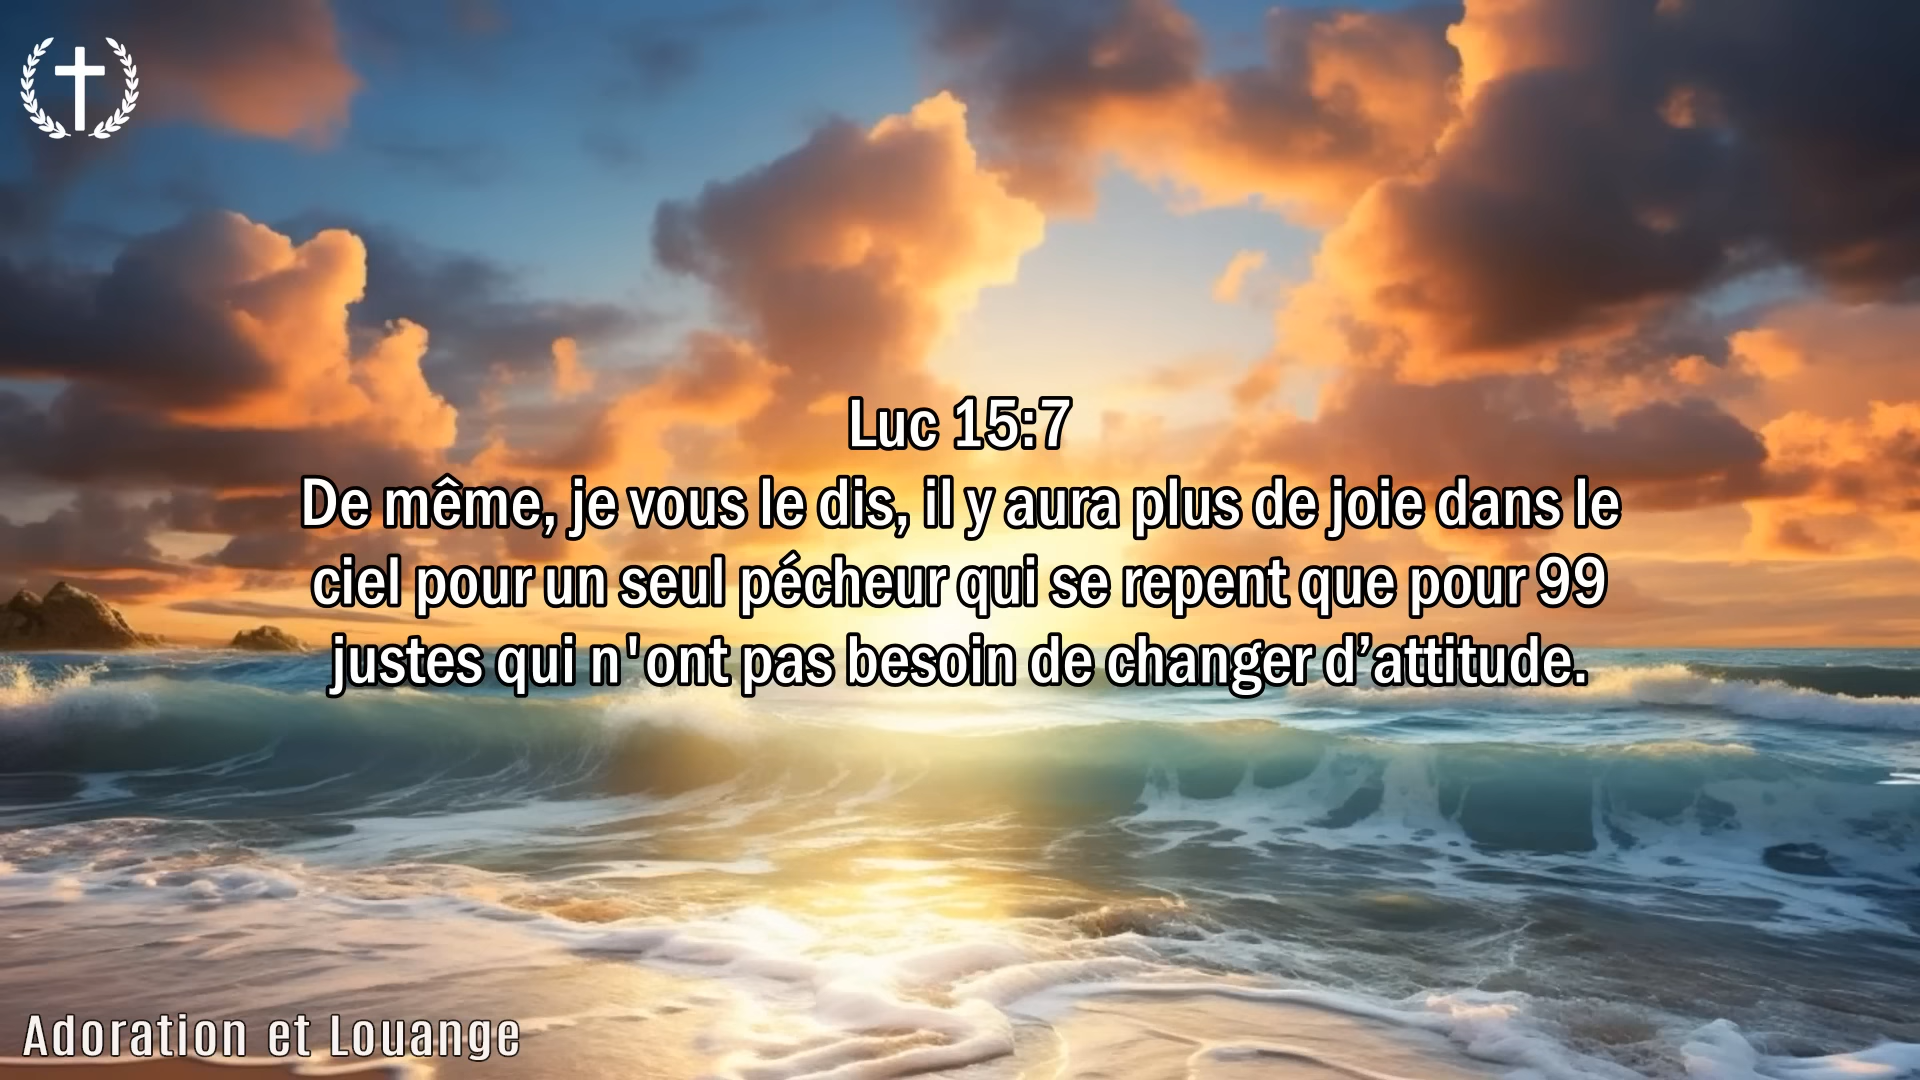 Luc 15:7
De même, je vous le dis, il y aura plus de joie dans le
ciel pour un seul pécheur qui se repent que pour 99
justes qui n'ont pas besoin de changer d’attitude.
Adoration et Louange